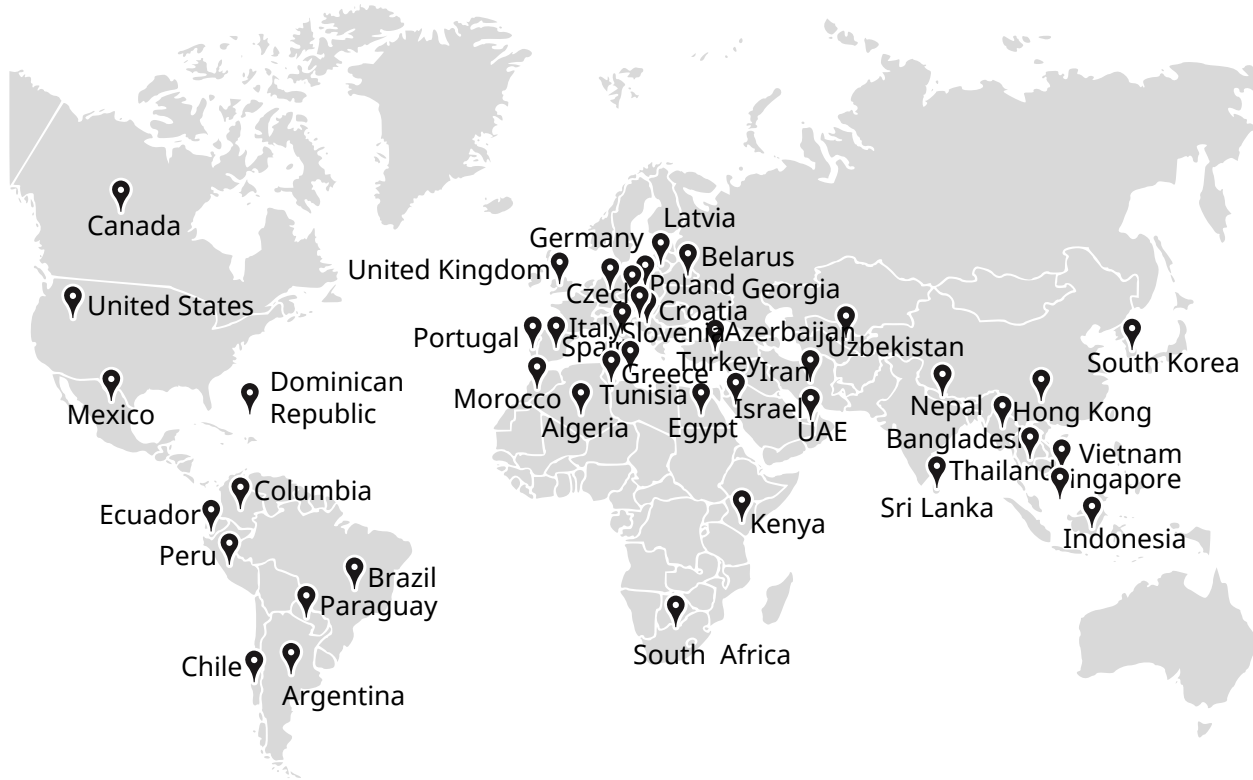 Latvia
Canada
Germany
Belarus
United Kingdom
Poland
Georgia
Czech
United States
Croatia
Italy
Slovenia
Azerbaijan
Portugal
Spain
Uzbekistan
South Korea
Turkey
Iran
Greece
Dominican
Republic
Tunisia
Morocco
Nepal
Mexico
Israel
Hong Kong
Algeria
Egypt
UAE
Bangladesh
Vietnam
Thailand
ingapore
Columbia
Sri Lanka
Ecuador
Kenya
Indonesia
Peru
Brazil
Paraguay
South Africa
Chile
Argentina